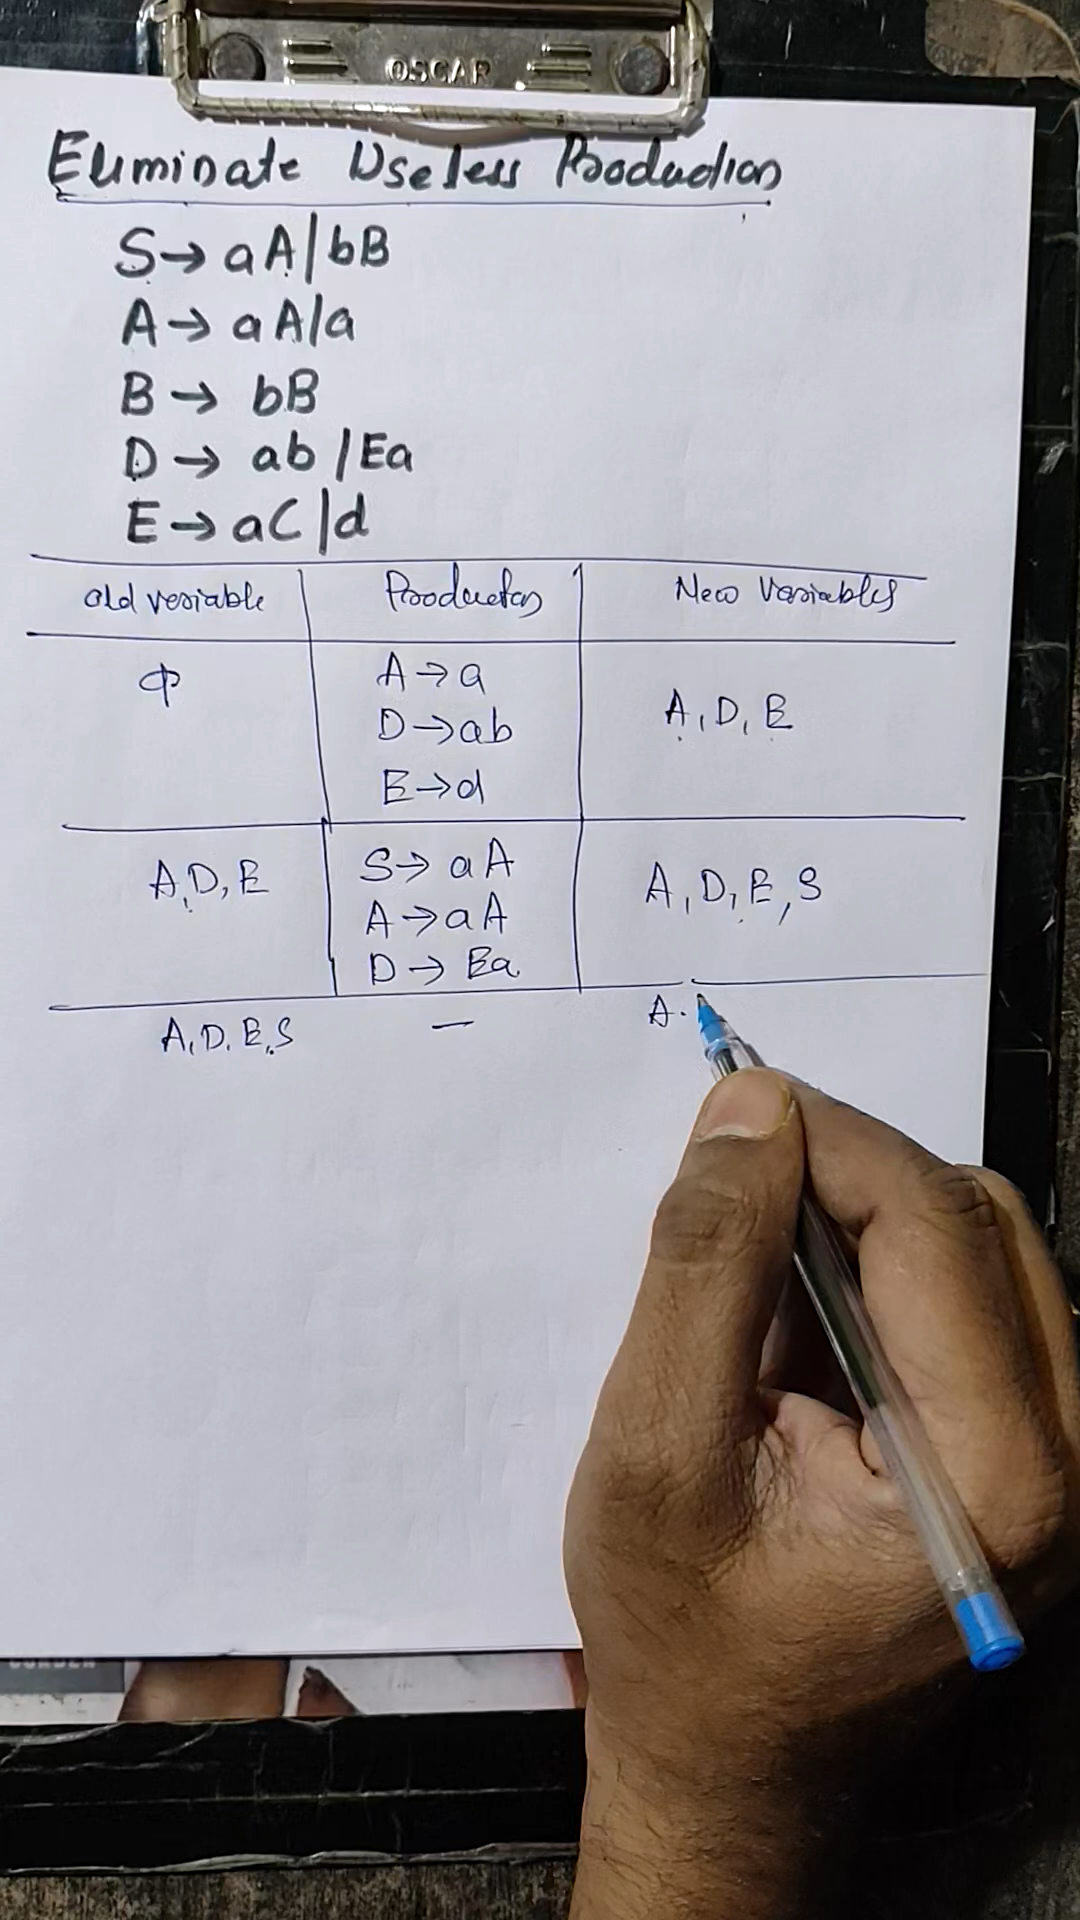 OSCAR
Eliminate Useless Production
S→ aA/bB
A→ aA/a
B→ bB
D→ ab/Ea
E→aC/d
old variable Production New Variables
ф A→a A, D, E
D→ab
E→d
A,D,E S→ aA A, D, E, S
A→aA
D→ Ea
A, D, E, S — A.